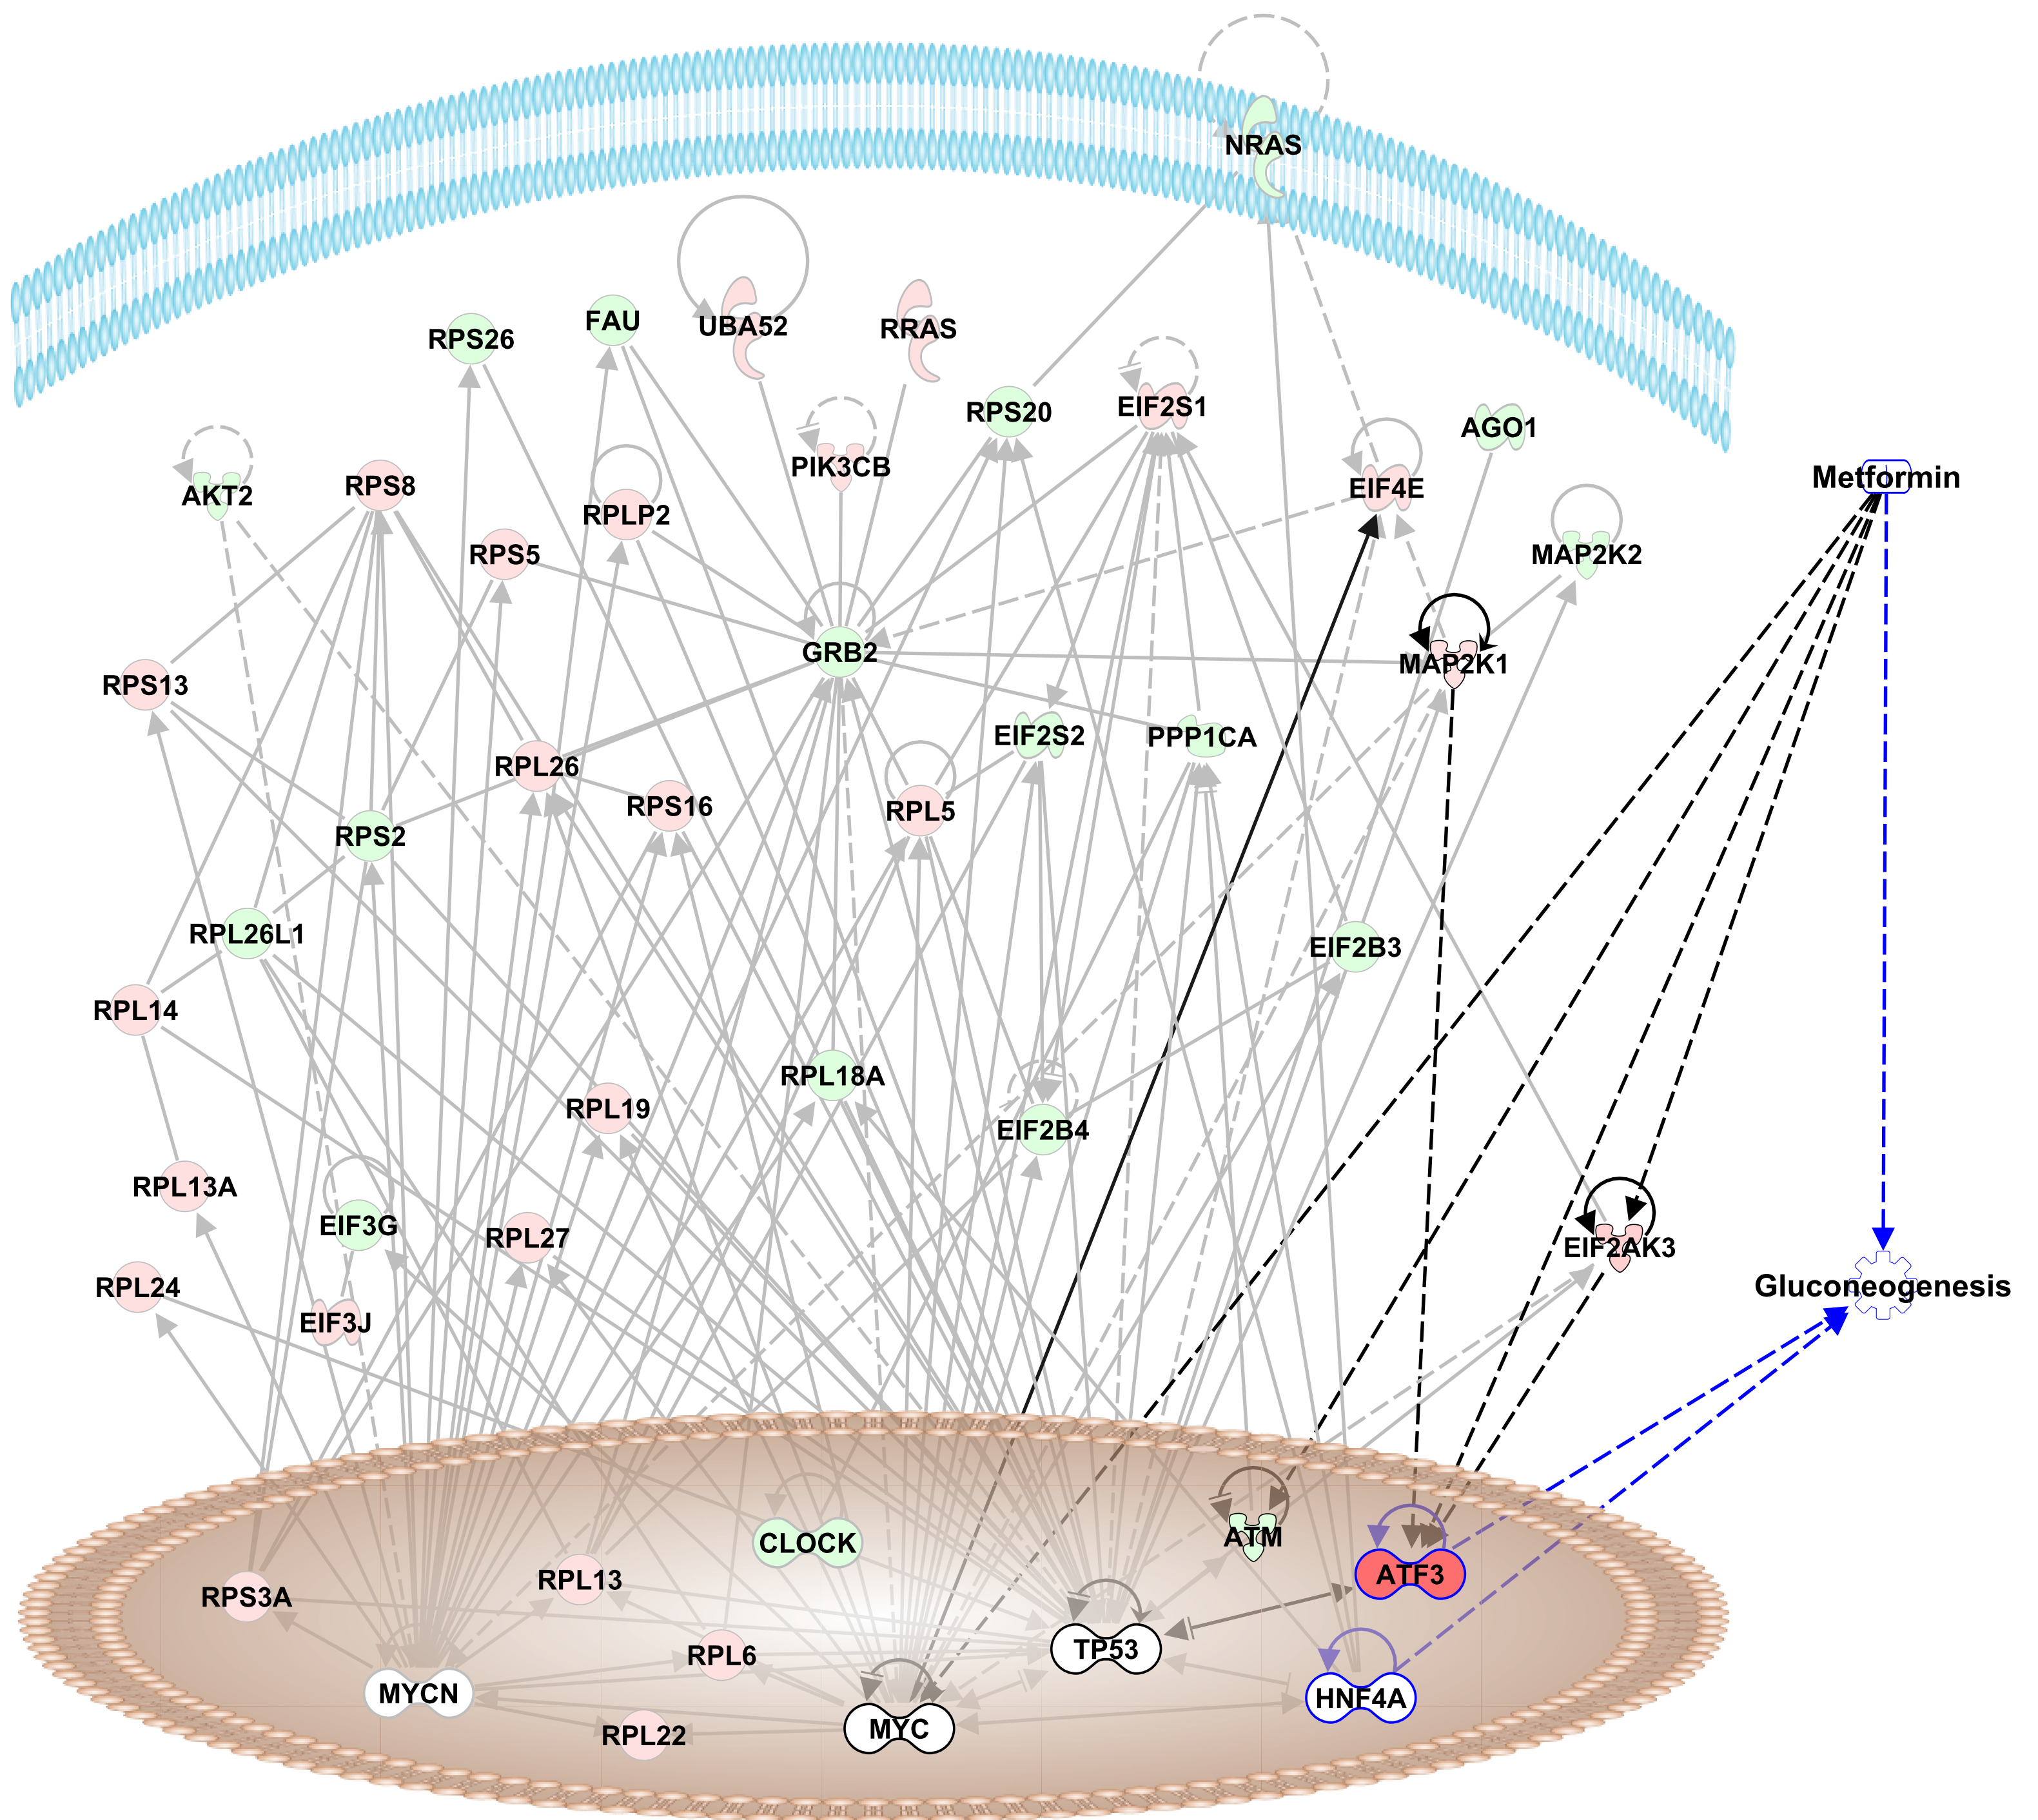 NRAS
FAU
UBA52
RRAS
RPS26
RPS20
EIF2S1
AGO1
PIK3CB
Metformin
RPS8
AKT2
EIF4E
RPLP2
RPS5
MAP2K2
GRB2
MAP2K1
RPS13
EIF2S2
PPP1CA
RPL26
RPS16
RPL5
RPS2
RPL26L1
EIF2B3
RPL14
RPL18A
RPL19
EIF2B4
RPL13A
EIF3G
RPL27
EIF2AK3
RPL24
Gluconeogenesis
EIF3J
ATM
CLOCK
ATF3
RPL13
RPS3A
TP53
RPL6
MYCN
HNF4A
MYC
RPL22